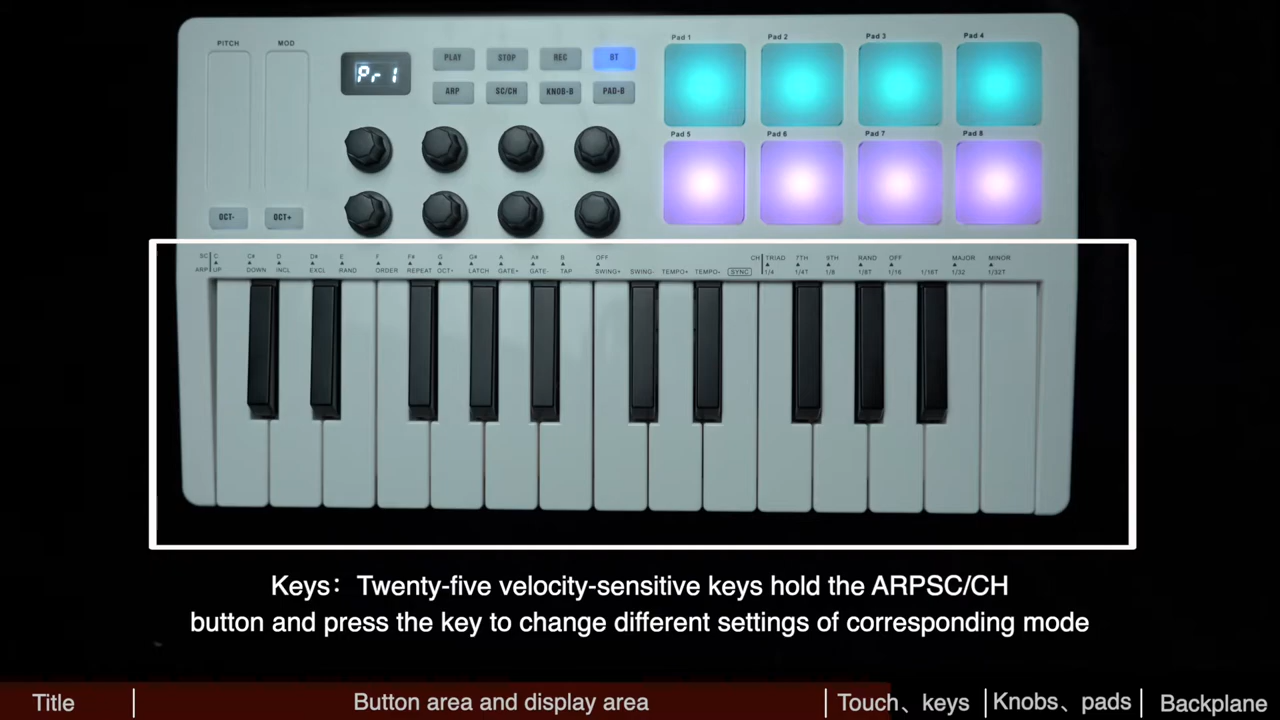 PITCH MOD
Pr1
PLAY STOP REC BT
ARP SC/CH KNOB-B PAD-B
Pad 1 Pad 2 Pad 3 Pad 4
Pad 5 Pad 6 Pad 7 Pad 8
OCT- OCT+
SC C C# D D# E F F# G G# A A# B OFF CH TRIAD 7TH 9TH RAND OFF MAJOR MINOR
ARP UP DOWN INCL EXCL RAND ORDER REPEAT OCT- LATCH GATE+ GATE- TAP SWING+ SWING- TEMPO+ TEMPO- SYNC 1/4 1/4T 1/8 1/8T 1/16 1/16T 1/32 1/32T
Keys： Twenty-five velocity-sensitive keys hold the ARPSC/CH
button and press the key to change different settings of corresponding mode
Title Button area and display area Touch、keys Knobs、pads Backplane